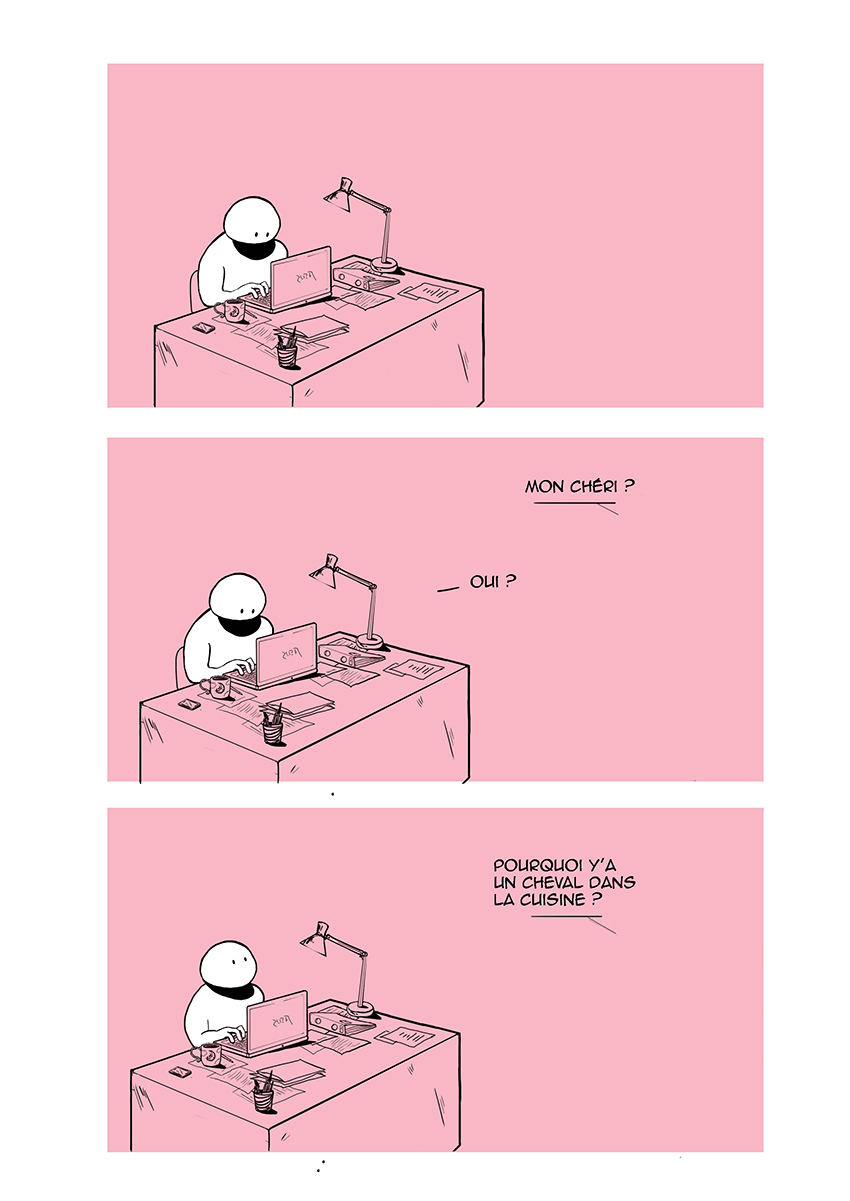 MON CHÉRI ?
OUI ?
POURQUOI Y'A
UN CHEVAL DANS
LA CUISINE ?